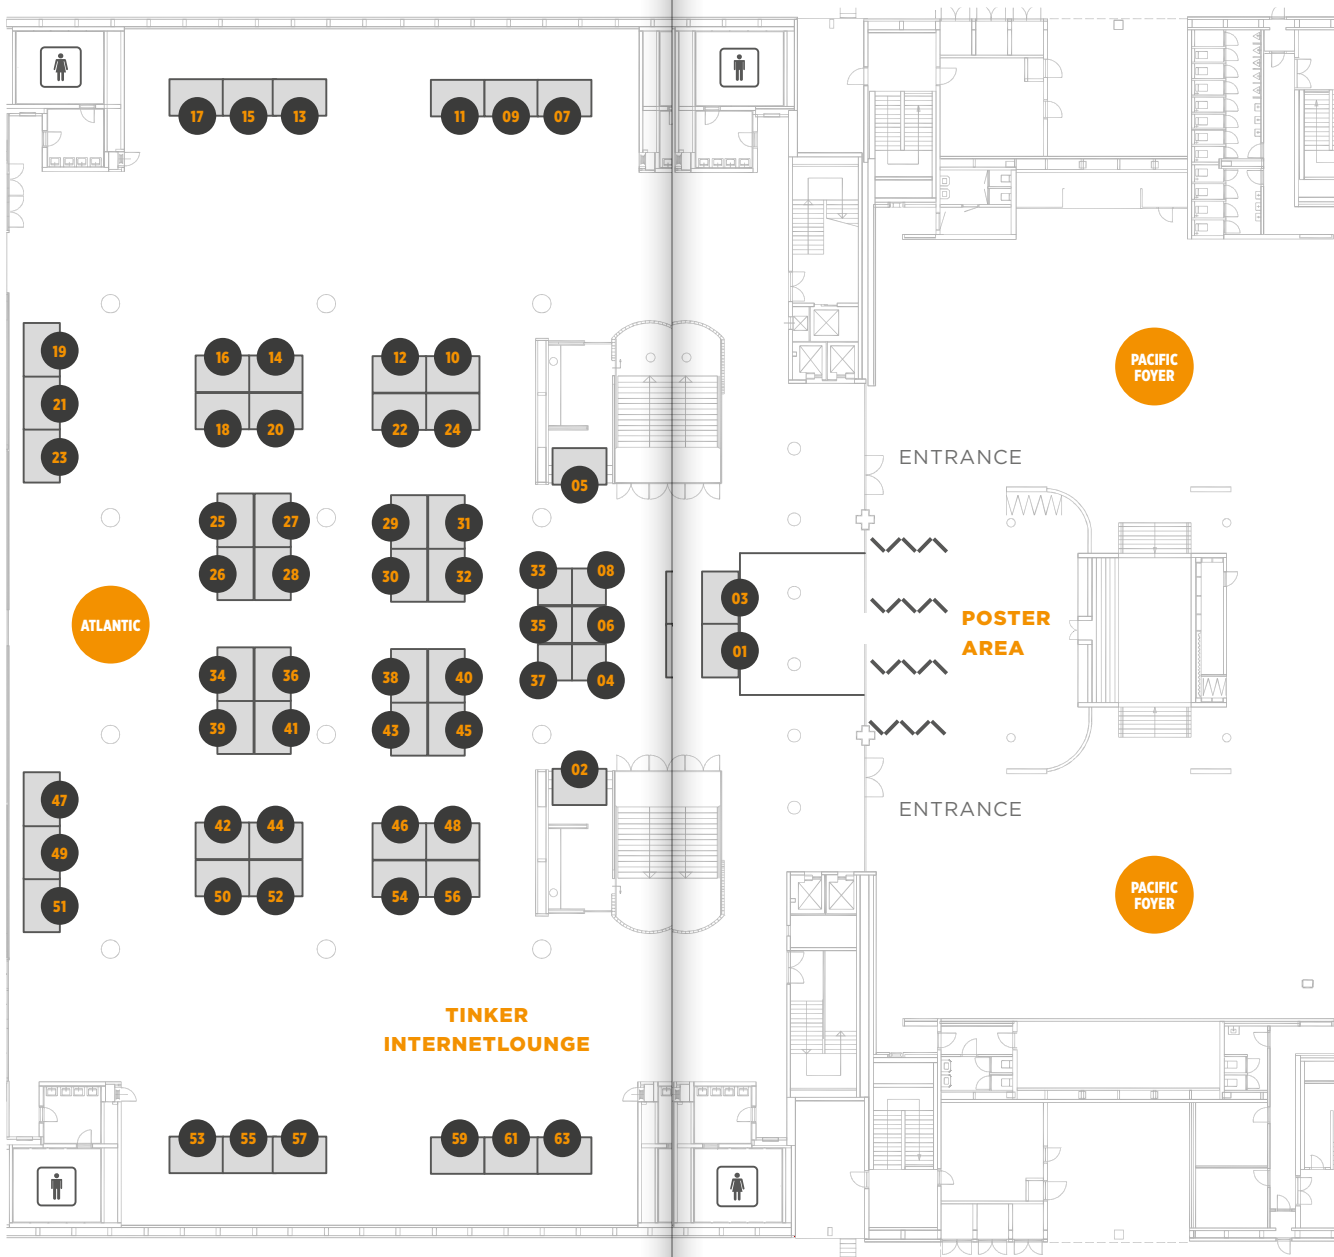 17 15 13
11 09 07
19
21
23
16 14
18 20
12 10
22 24
05
25 27
26 28
29 31
30 32
33 08
35 06
37 04
03
01
ATLANTIC
34 36
39 41
38 40
43 45
02
47
49
51
42 44
50 52
46 48
54 56
PACIFIC
FOYER
ENTRANCE
POSTER
AREA
ENTRANCE
PACIFIC
FOYER
TINKER
INTERNETLOUNGE
53 55 57
59 61 63